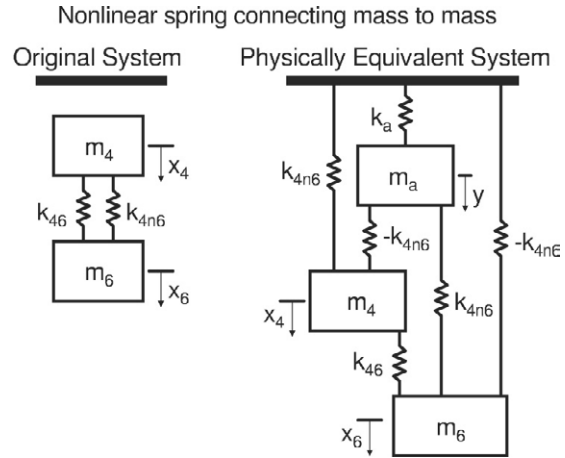 Nonlinear spring connecting mass to mass
Original System
Physically Equivalent System
m4
x4
k46
k4n6
m6
x6
ka
k4n6
ma
y
-k4n6
-k4n6
m4
x4
k4n6
k46
x6
m6